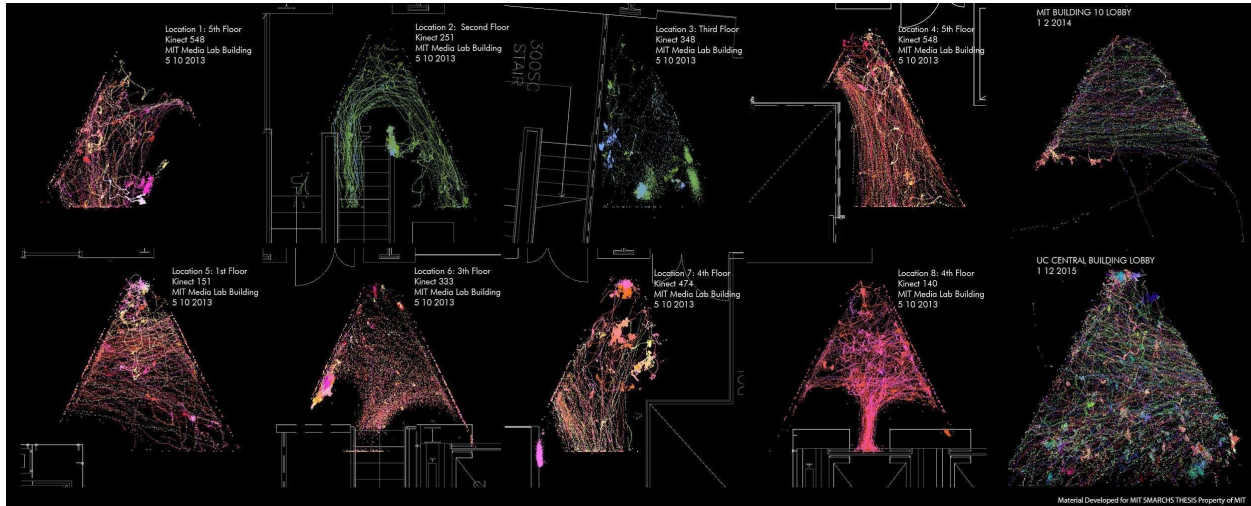 Location 1: 5th Floor
Kinect 548
MIT Media Lab Building
5 10 2013
Location 2: Second Floor
Kinect 251
MIT Media Lab Building
5 10 2013
300SC
STAIR
DN
UP
Location 3: Third Floor
Kinect 348
MIT Media Lab Building
5 10 2013
Location 4: 5th Floor
Kinect 548
MIT Media Lab Building
5 10 2013
MIT BUILDING 10 LOBBY
1 2 2014
Location 5: 1st Floor
Kinect 151
MIT Media Lab Building
5 10 2013
Location 6: 3th Floor
Kinect 333
MIT Media Lab Building
5 10 2013
Location 7: 4th Floor
Kinect 474
MIT Media Lab Building
5 10 2013
Location 8: 4th Floor
Kinect 140
MIT Media Lab Building
5 10 2013
UC CENTRAL BUILDING LOBBY
1 12 2015
Material Developed for MIT SMARCHS THESIS Property of MIT